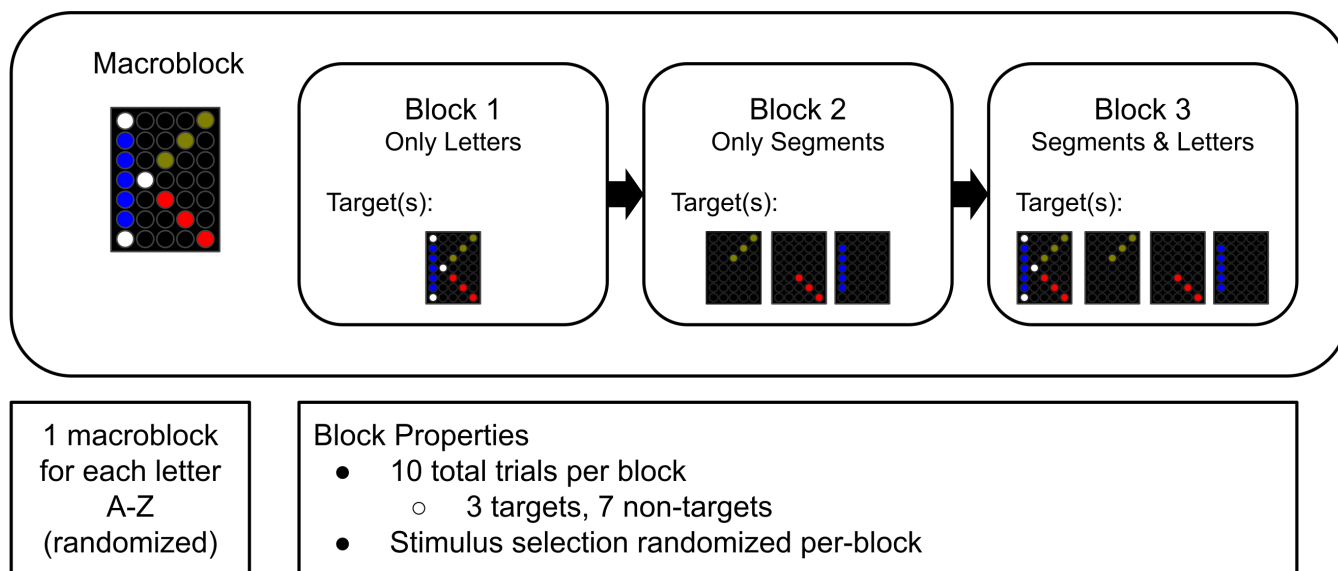 Macroblock
Block 1
Only Letters
Target(s):
Block 2
Only Segments
Target(s):
Block 3
Segments & Letters
Target(s):
1 macroblock
for each letter
A-Z
(randomized)
Block Properties
● 10 total trials per block
○ 3 targets, 7 non-targets
● Stimulus selection randomized per-block